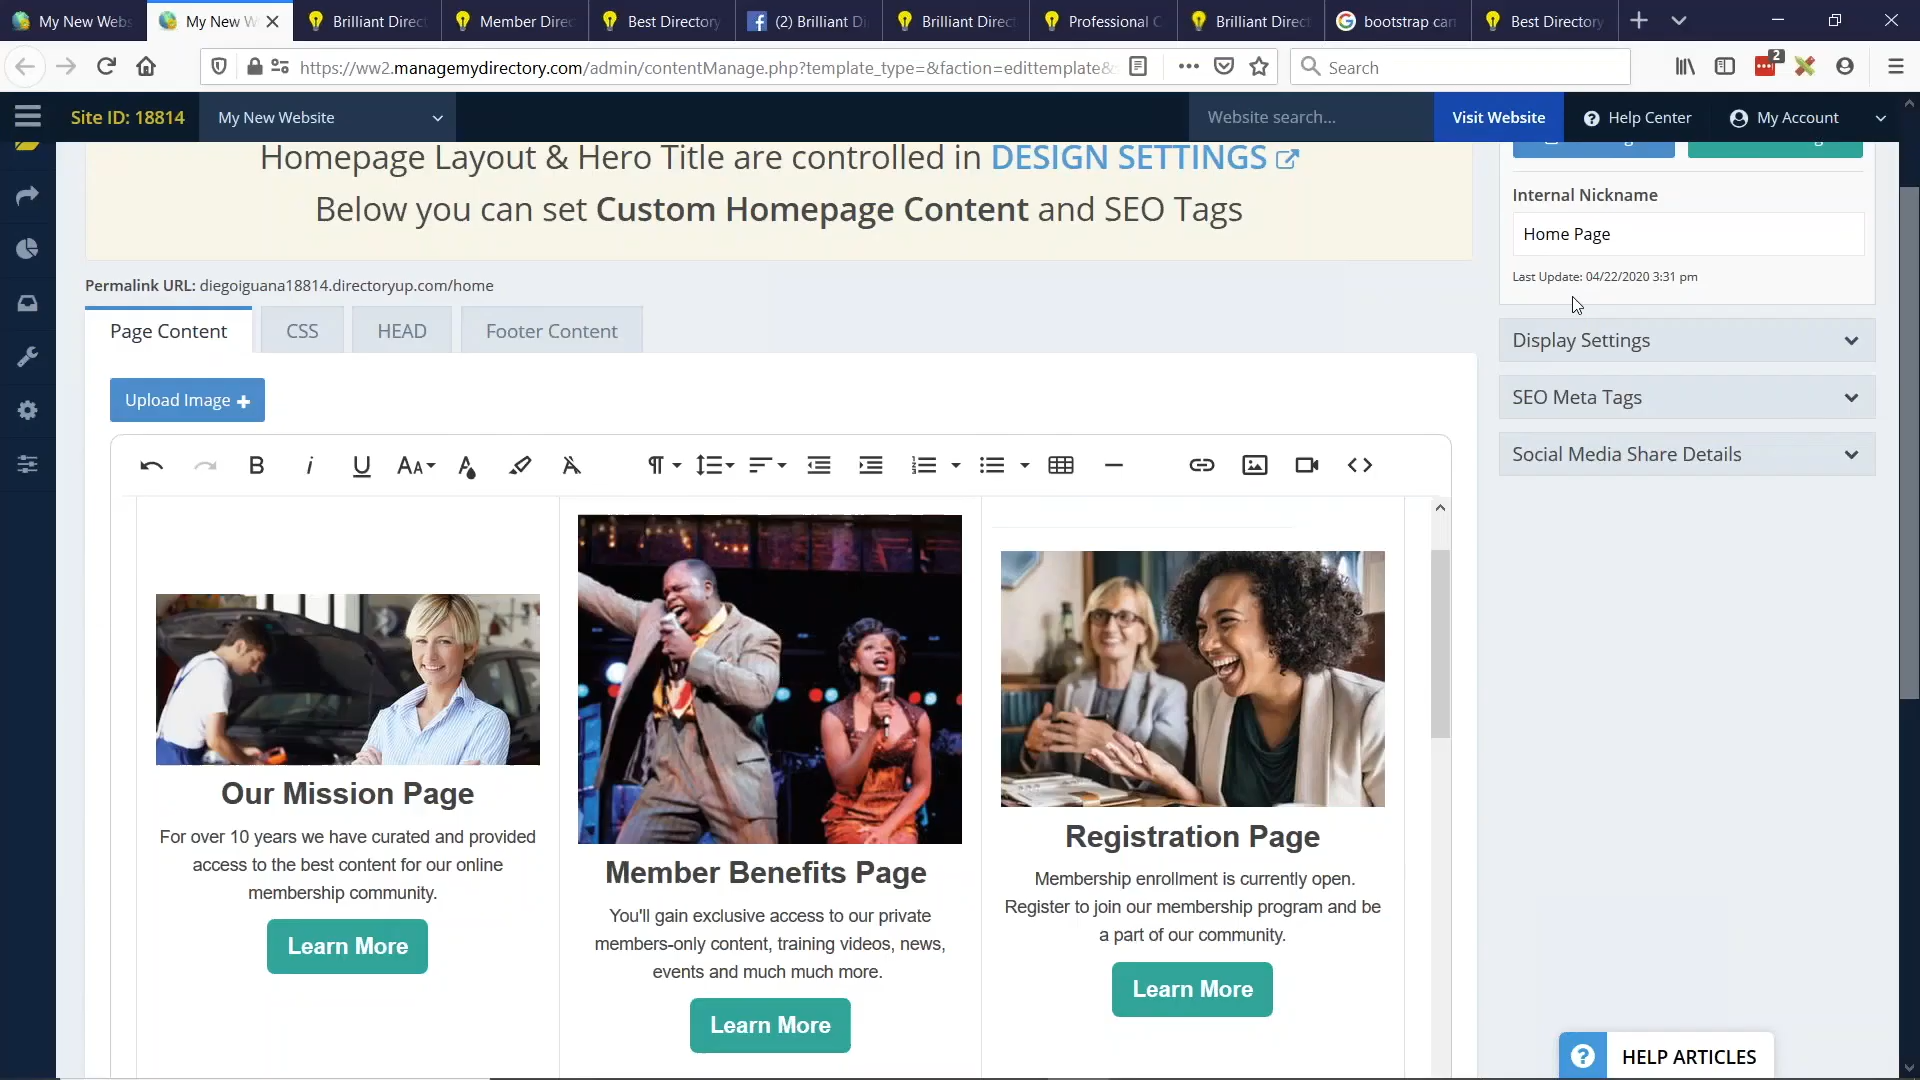 My New Webs
My New W
Brilliant Direc
Member Direc
Best Directory
(2) Brilliant Di
Brilliant Direct
Professional C
Brilliant Direct
bootstrap car
Best Directory
https://ww2.managemydirectory.com/admin/contentManage.php?template_type=&faction=edittemplate&
Search
2
Site ID: 18814
My New Website
Website search...
Visit Website
Help Center
My Account
Homepage Layout & Hero Title are controlled in DESIGN SETTINGS
Below you can set Custom Homepage Content and SEO Tags
Internal Nickname
Home Page
Last Update: 04/22/2020 3:31 pm
Permalink URL: diegoiguana18814.directoryup.com/home
Page Content
CSS
HEAD
Footer Content
Display Settings
SEO Meta Tags
Social Media Share Details
Upload Image +
Our Mission Page
For over 10 years we have curated and provided
access to the best content for our online
membership community.
Learn More
Member Benefits Page
You'll gain exclusive access to our private
members-only content, training videos, news,
events and much much more.
Learn More
Registration Page
Membership enrollment is currently open.
Register to join our membership program and be
a part of our community.
Learn More
HELP ARTICLES